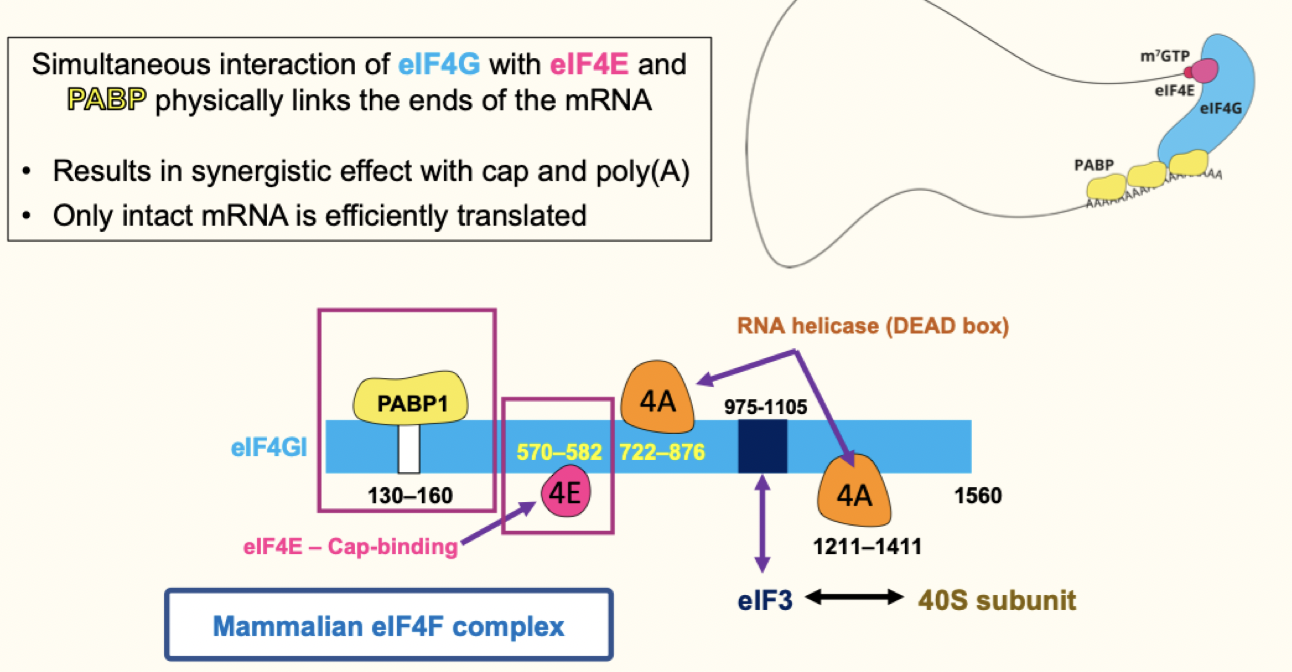 Simultaneous interaction of eIF4G with eIF4E and
PABP physically links the ends of the mRNA
• Results in synergistic effect with cap and poly(A)
• Only intact mRNA is efficiently translated
m⁷GTP
eIF4E
eIF4G
PABP
AAAAAAAAAAAAAAAA
RNA helicase (DEAD box)
PABP1
4A
975-1105
eIF4GI
570–582
722–876
130–160
4E
4A
1560
eIF4E – Cap-binding
1211–1411
eIF3
40S subunit
Mammalian eIF4F complex